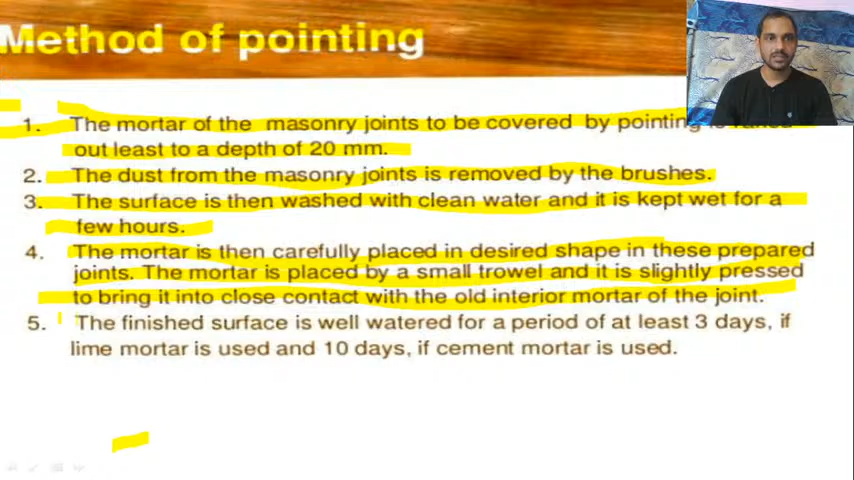 Method of pointing
1. The mortar of the masonry joints to be covered by pointing is raked
out least to a depth of 20 mm.
2. The dust from the masonry joints is removed by the brushes.
3. The surface is then washed with clean water and it is kept wet for a
few hours.
4. The mortar is then carefully placed in desired shape in these prepared
joints. The mortar is placed by a small trowel and it is slightly pressed
to bring it into close contact with the old interior mortar of the joint.
5. The finished surface is well watered for a period of at least 3 days, if
lime mortar is used and 10 days, if cement mortar is used.